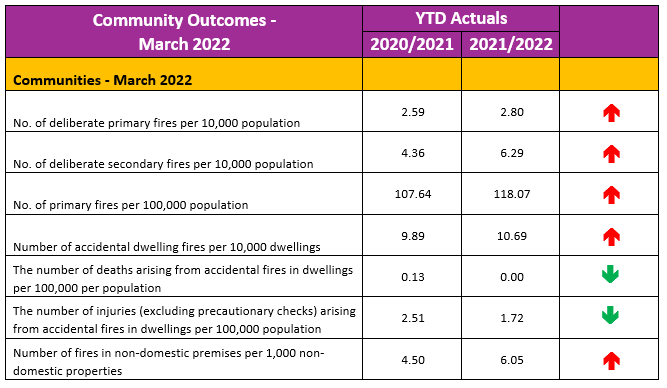 Community Outcomes -
March 2022
YTD Actuals
2020/2021 2021/2022
Communities - March 2022
No. of deliberate primary fires per 10,000 population 2.59 2.80
No. of deliberate secondary fires per 10,000 population 4.36 6.29
No. of primary fires per 100,000 population 107.64 118.07
Number of accidental dwelling fires per 10,000 dwellings 9.89 10.69
The number of deaths arising from accidental fires in dwellings
per 100,000 per population 0.13 0.00
The number of injuries (excluding precautionary checks) arising
from accidental fires in dwellings per 100,000 population 2.51 1.72
Number of fires in non-domestic premises per 1,000 non-
domestic properties 4.50 6.05